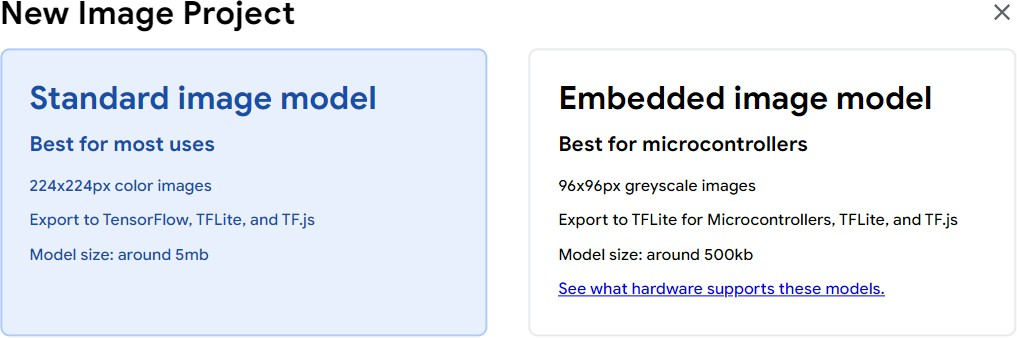 New Image Project
Standard image model
Best for most uses
224x224px color images
Export to TensorFlow, TFLite, and TF.js
Model size: around 5mb
Embedded image model
Best for microcontrollers
96x96px greyscale images
Export to TFLite for Microcontrollers, TFLite, and TF.js
Model size: around 500kb
See what hardware supports these models.